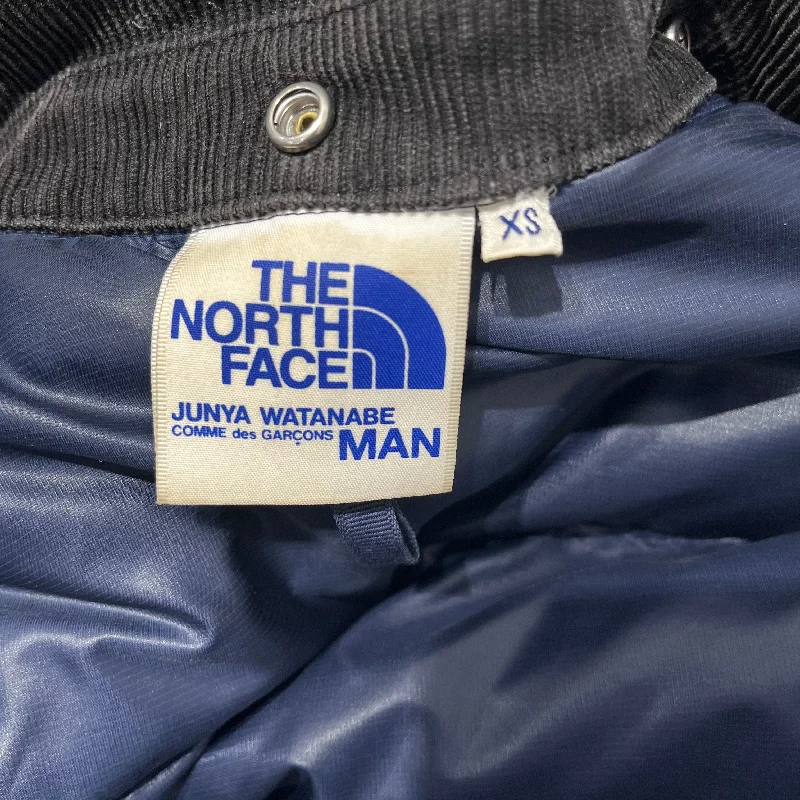 XS
THE
NORTH
FACE
JUNYA WATANABE
COMME des GARÇONS MAN